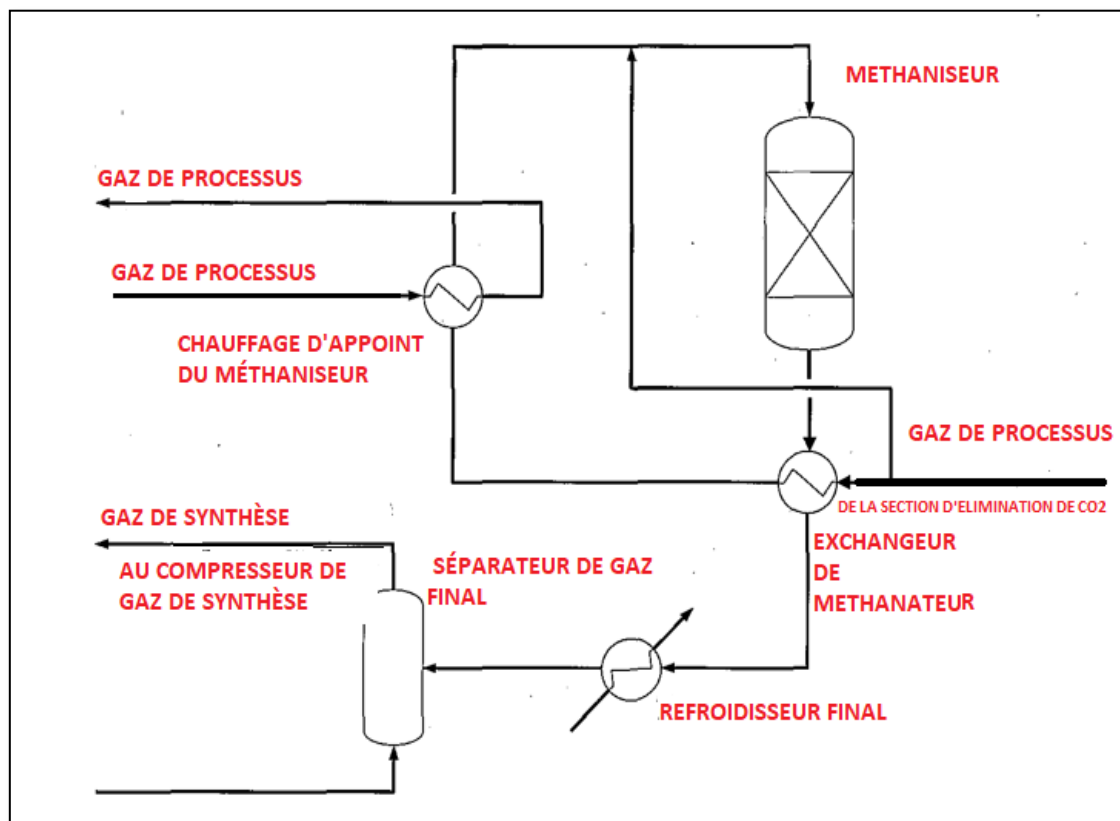 METHANISEUR
GAZ DE PROCESSUS
GAZ DE PROCESSUS
CHAUFFAGE D'APPOINT
DU MÉTHANISEUR
GAZ DE PROCESSUS
DE LA SECTION D'ELIMINATION DE CO2
EXCHANGEUR
DE
METHANATEUR
GAZ DE SYNTHÈSE
AU COMPRESSEUR DE
GAZ DE SYNTHÈSE
SÉPARATEUR DE GAZ
FINAL
REFROIDISSEUR FINAL